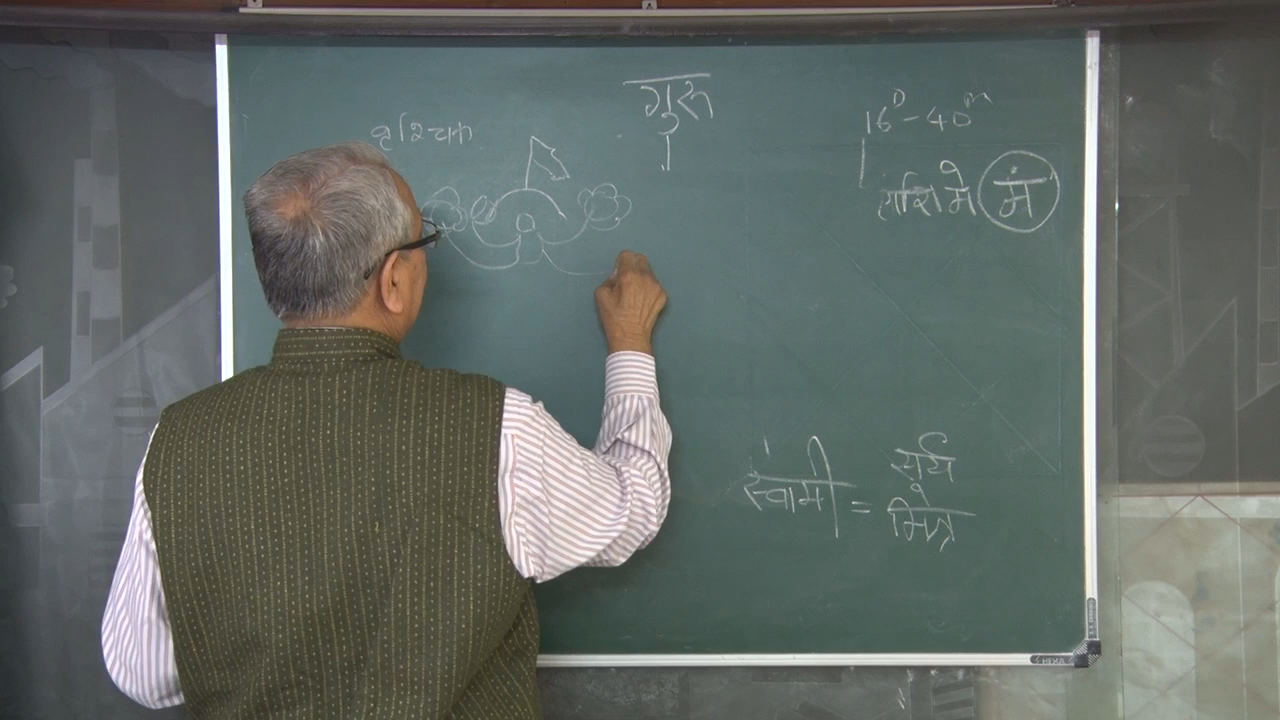 गुरु
वृश्चिक
16D-40m
राशि मे मं
स्वामी = सूर्य
मित्र